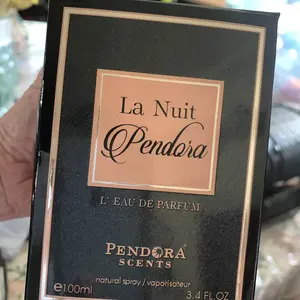 La Nuit
Pendora
L' EAU DE PARFUM
PENDORA
SCENTS
e100ml
natural spray / vaporisateur
3.4 FL OZ